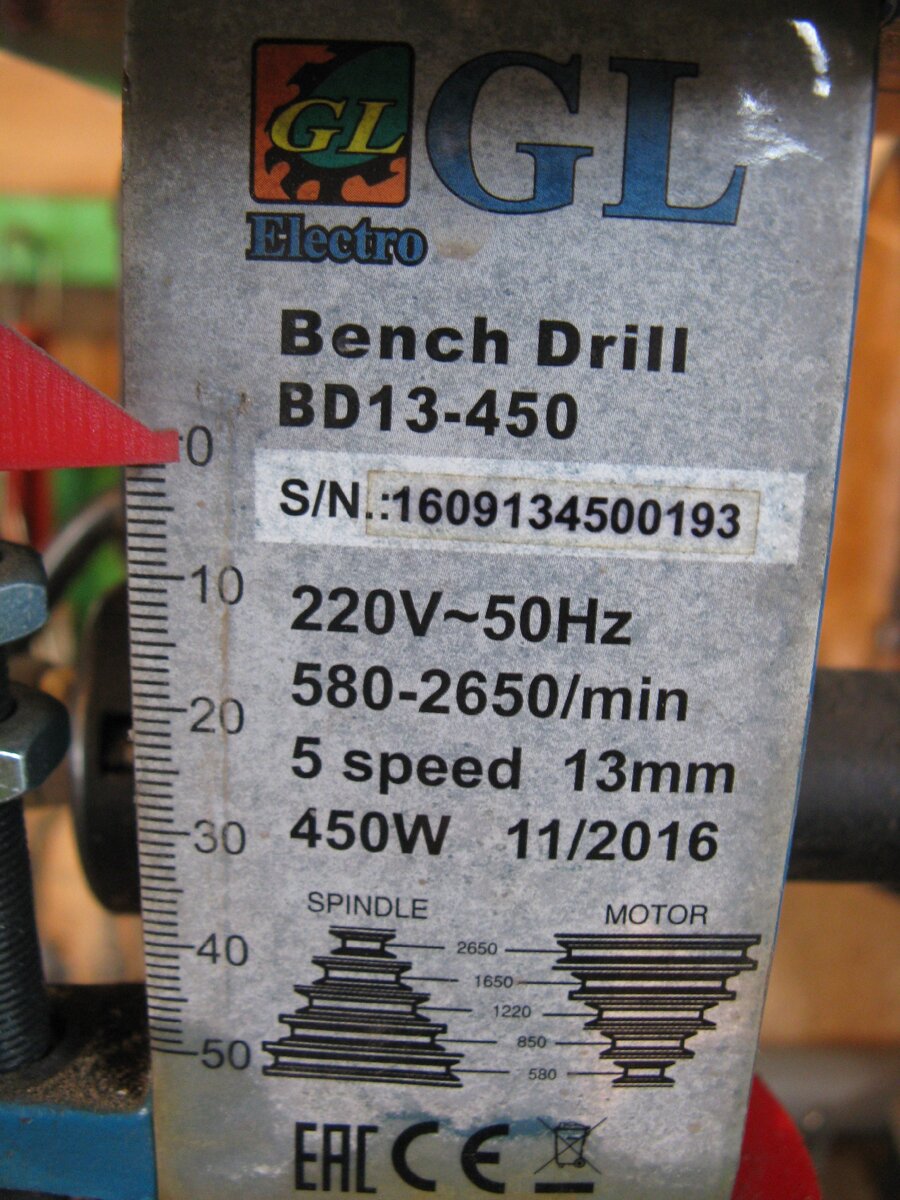 GL GL
Electro
Bench Drill
BD13-450
S/N.:1609134500193
220V~50Hz
580-2650/min
5 speed 13mm
450W 11/2016
0
10
20
30
40
50
SPINDLE MOTOR
2650
1650
1220
850
580
EAC CE